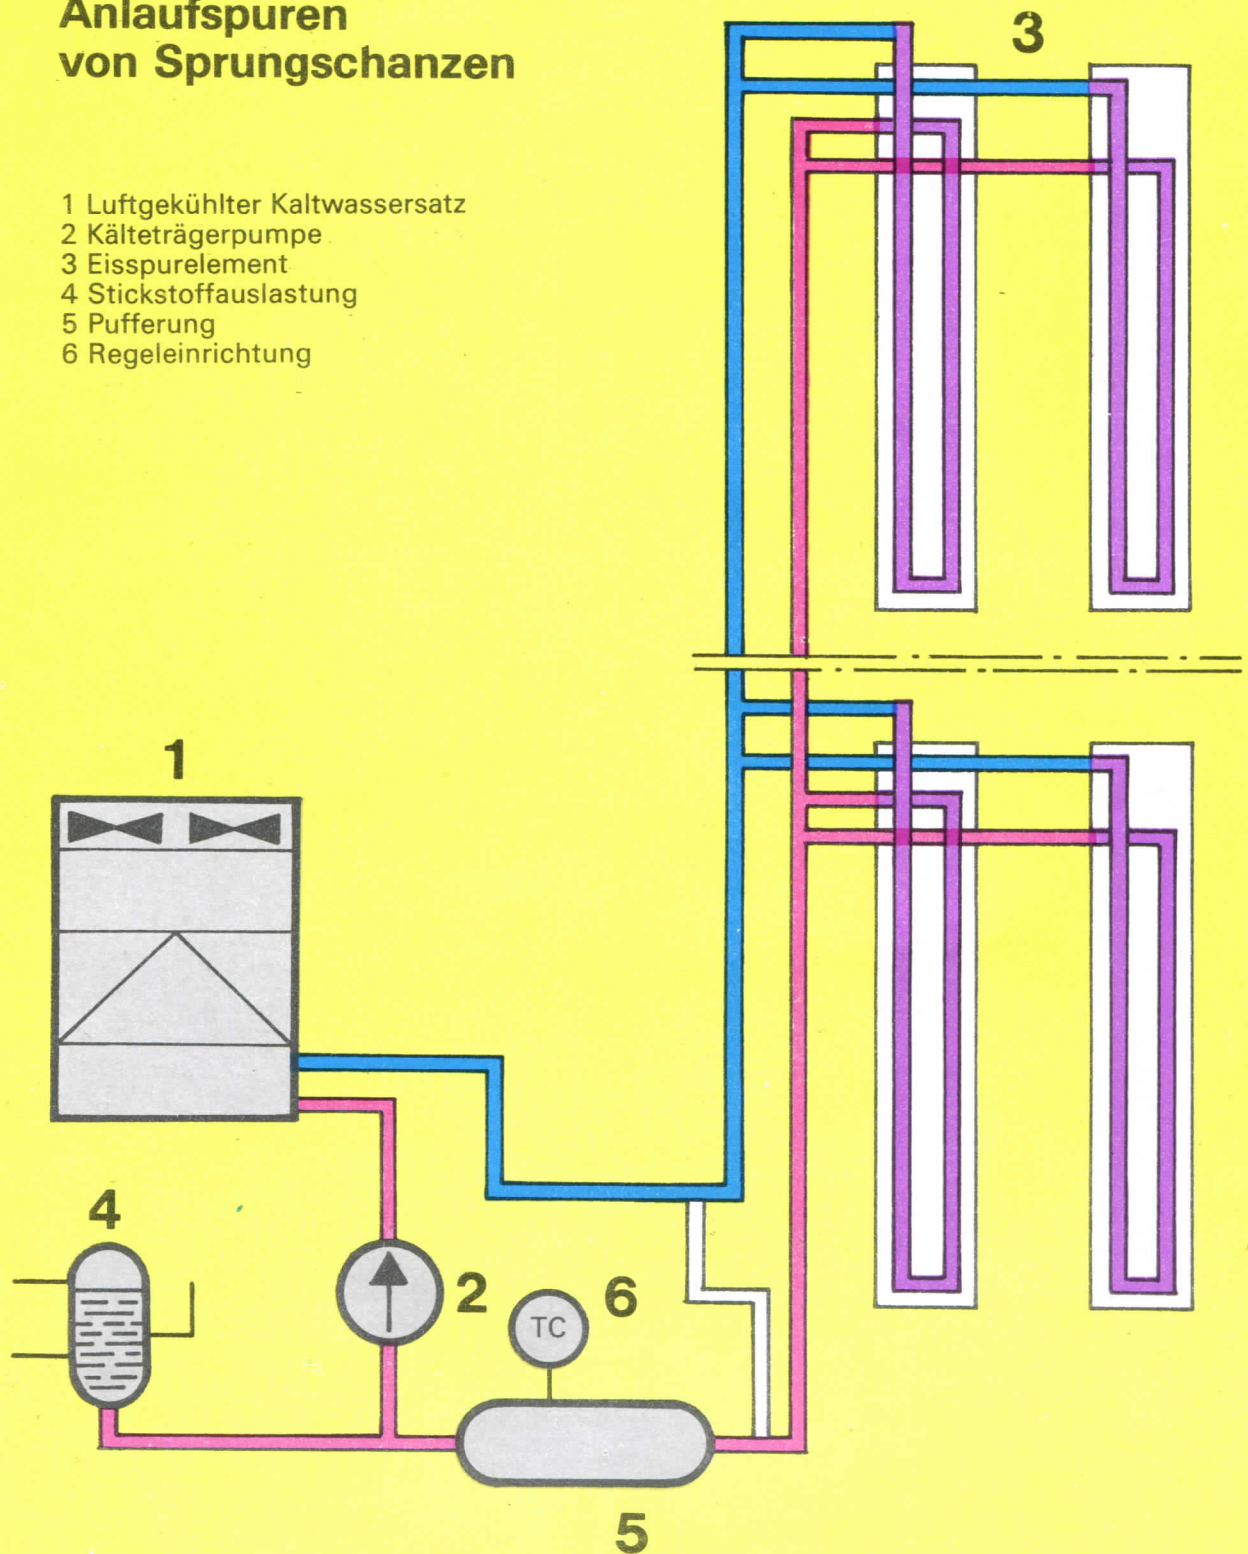 Anlaufspuren
von Sprungschanzen
1 Luftgekühlter Kaltwassersatz
2 Kälteträgerpumpe
3 Eisspurelement
4 Stickstoffauslastung
5 Pufferung
6 Regeleinrichtung
3
1
4
2
6
TC
5